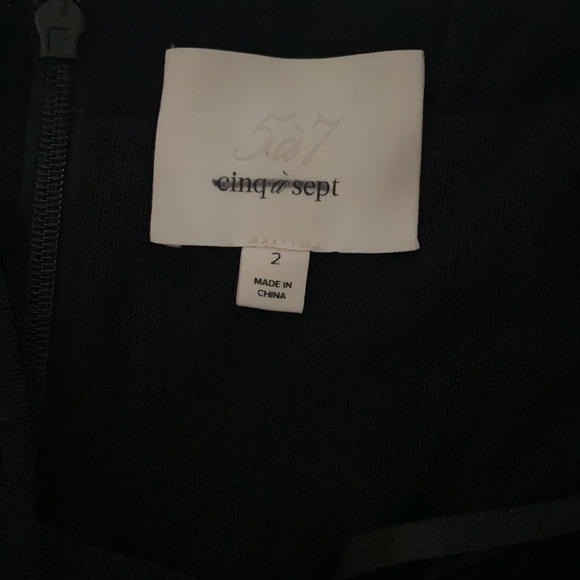 5à7
cinq à sept
2
MADE IN
CHINA